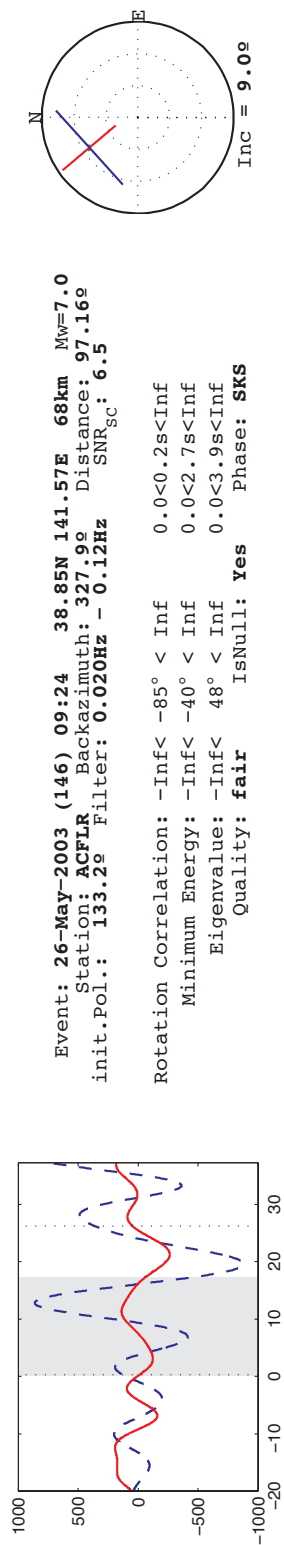 Event: 26-May-2003 (146) 09:24 38.85N 141.57E 68km Mw=7.0
Station: ACFLR Backazimuth: 327.9º Distance: 97.16º
init.Pol.: 133.2º Filter: 0.020Hz - 0.12Hz SNRSC: 6.5
Rotation Correlation: -Inf< -85° < Inf 0.0<0.2s<Inf
Minimum Energy: -Inf< -40° < Inf 0.0<2.7s<Inf
Eigenvalue: -Inf< 48° < Inf 0.0<3.9s<Inf
Quality: fair IsNull: Yes Phase: SKS
1000
500
0
-500
-1000
-20 -10 0 10 20 30
N
E
Inc = 9.0º